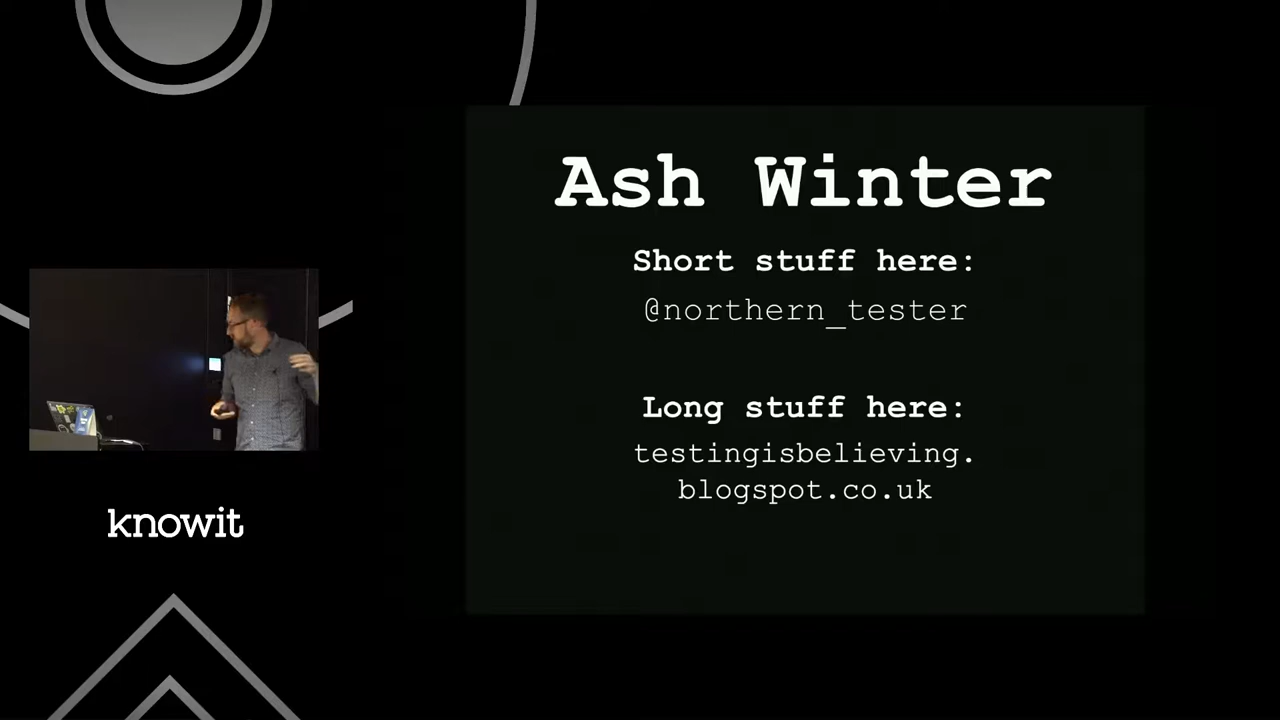 Ash Winter
Short stuff here:
@northern_tester
Long stuff here:
testingisbelieving.
blogspot.co.uk
knowit